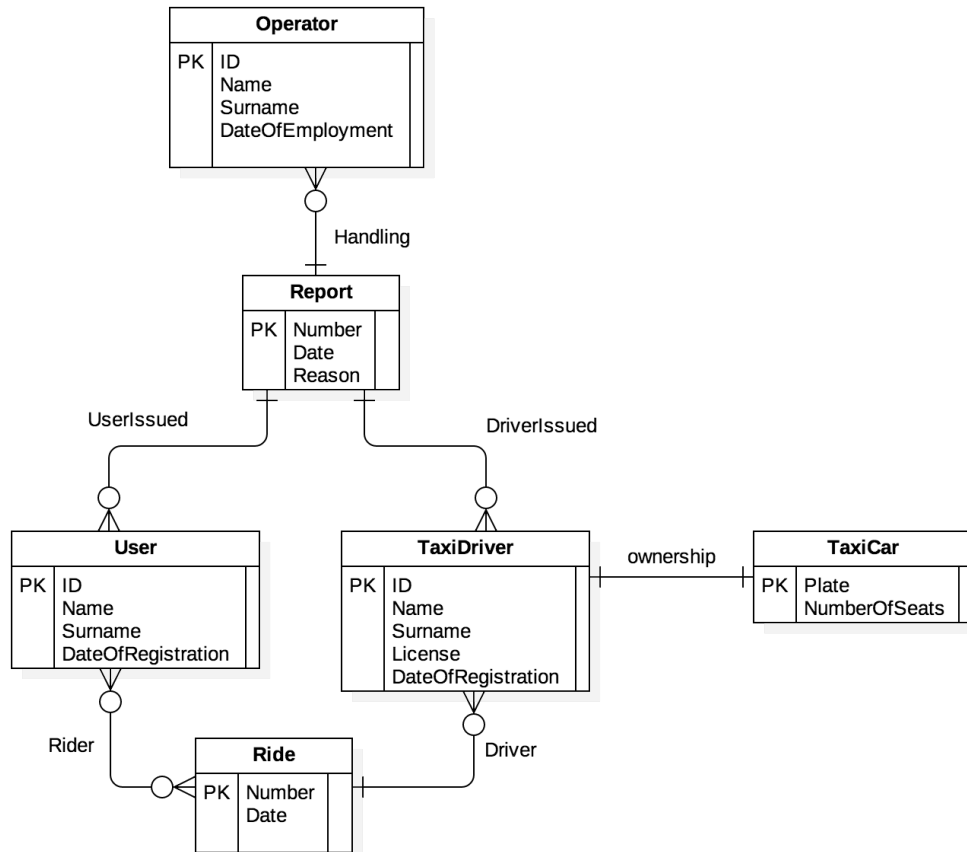 Operator
PK ID
Name
Surname
DateOfEmployment
Handling
Report
PK Number
Date
Reason
UserIssued
DriverIssued
User
PK ID
Name
Surname
DateOfRegistration
TaxiDriver
PK ID
Name
Surname
License
DateOfRegistration
ownership
TaxiCar
PK Plate
NumberOfSeats
Rider
Driver
Ride
PK Number
Date